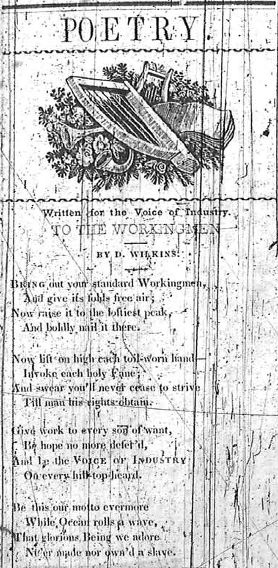 POETRY.
Written for the Voice of Industry.
TO THE WORKINGMEN
BY D. WILKINS.
BRING out your standard Workingmen,
And give its folds free air;
Now raise it to the loftiest peak,
And boldly nail it there.
Now lift on high each toil-worn hand
Invoke each holy Fane;
And swear you'll never cease to strive
Till man his rights obtain.
Give work to every son of want,
Be hope no more defer'd,
And be the VOICE OF INDUSTRY
On every hill-top heard.
Be this our motto evermore
While Ocean rolls a wave,
That glorious Being we adore
Ne'er made nor own'd a slave.